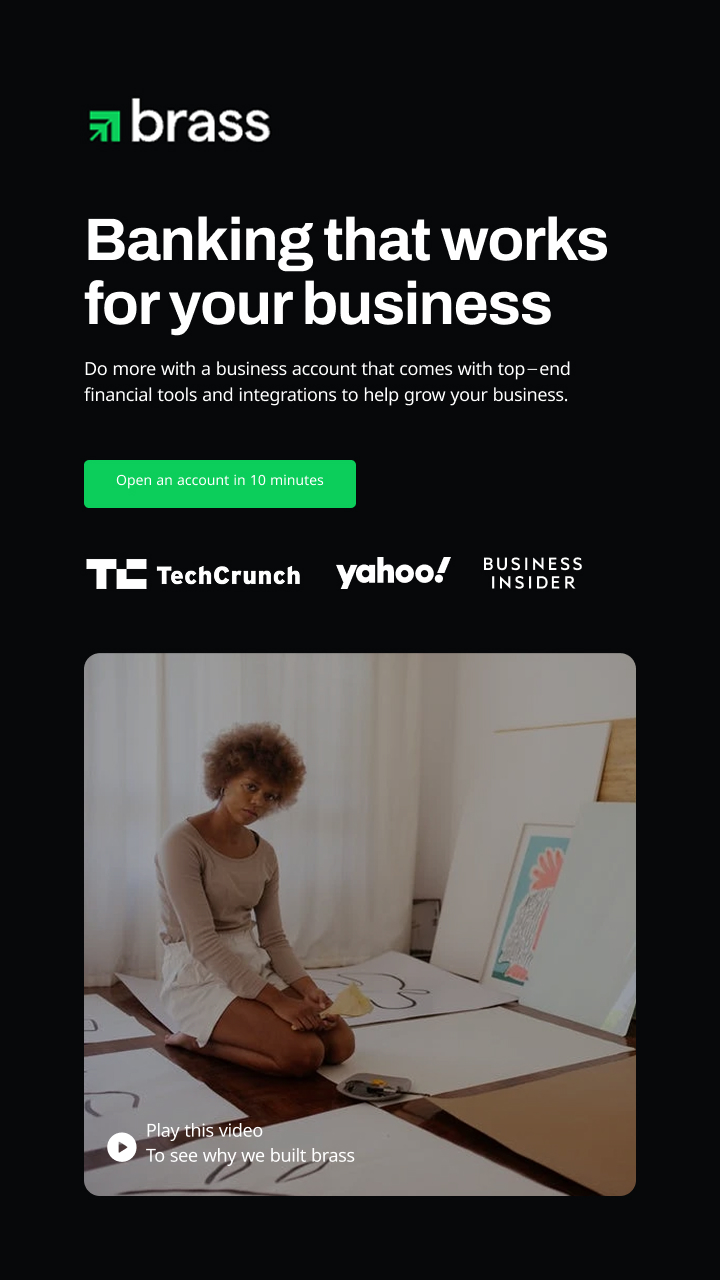 brass
Banking that works
for your business
Do more with a business account that comes with top–end
financial tools and integrations to help grow your business.
Open an account in 10 minutes
TC TechCrunch yahoo! BUSINESS
INSIDER
Play this video
To see why we built brass